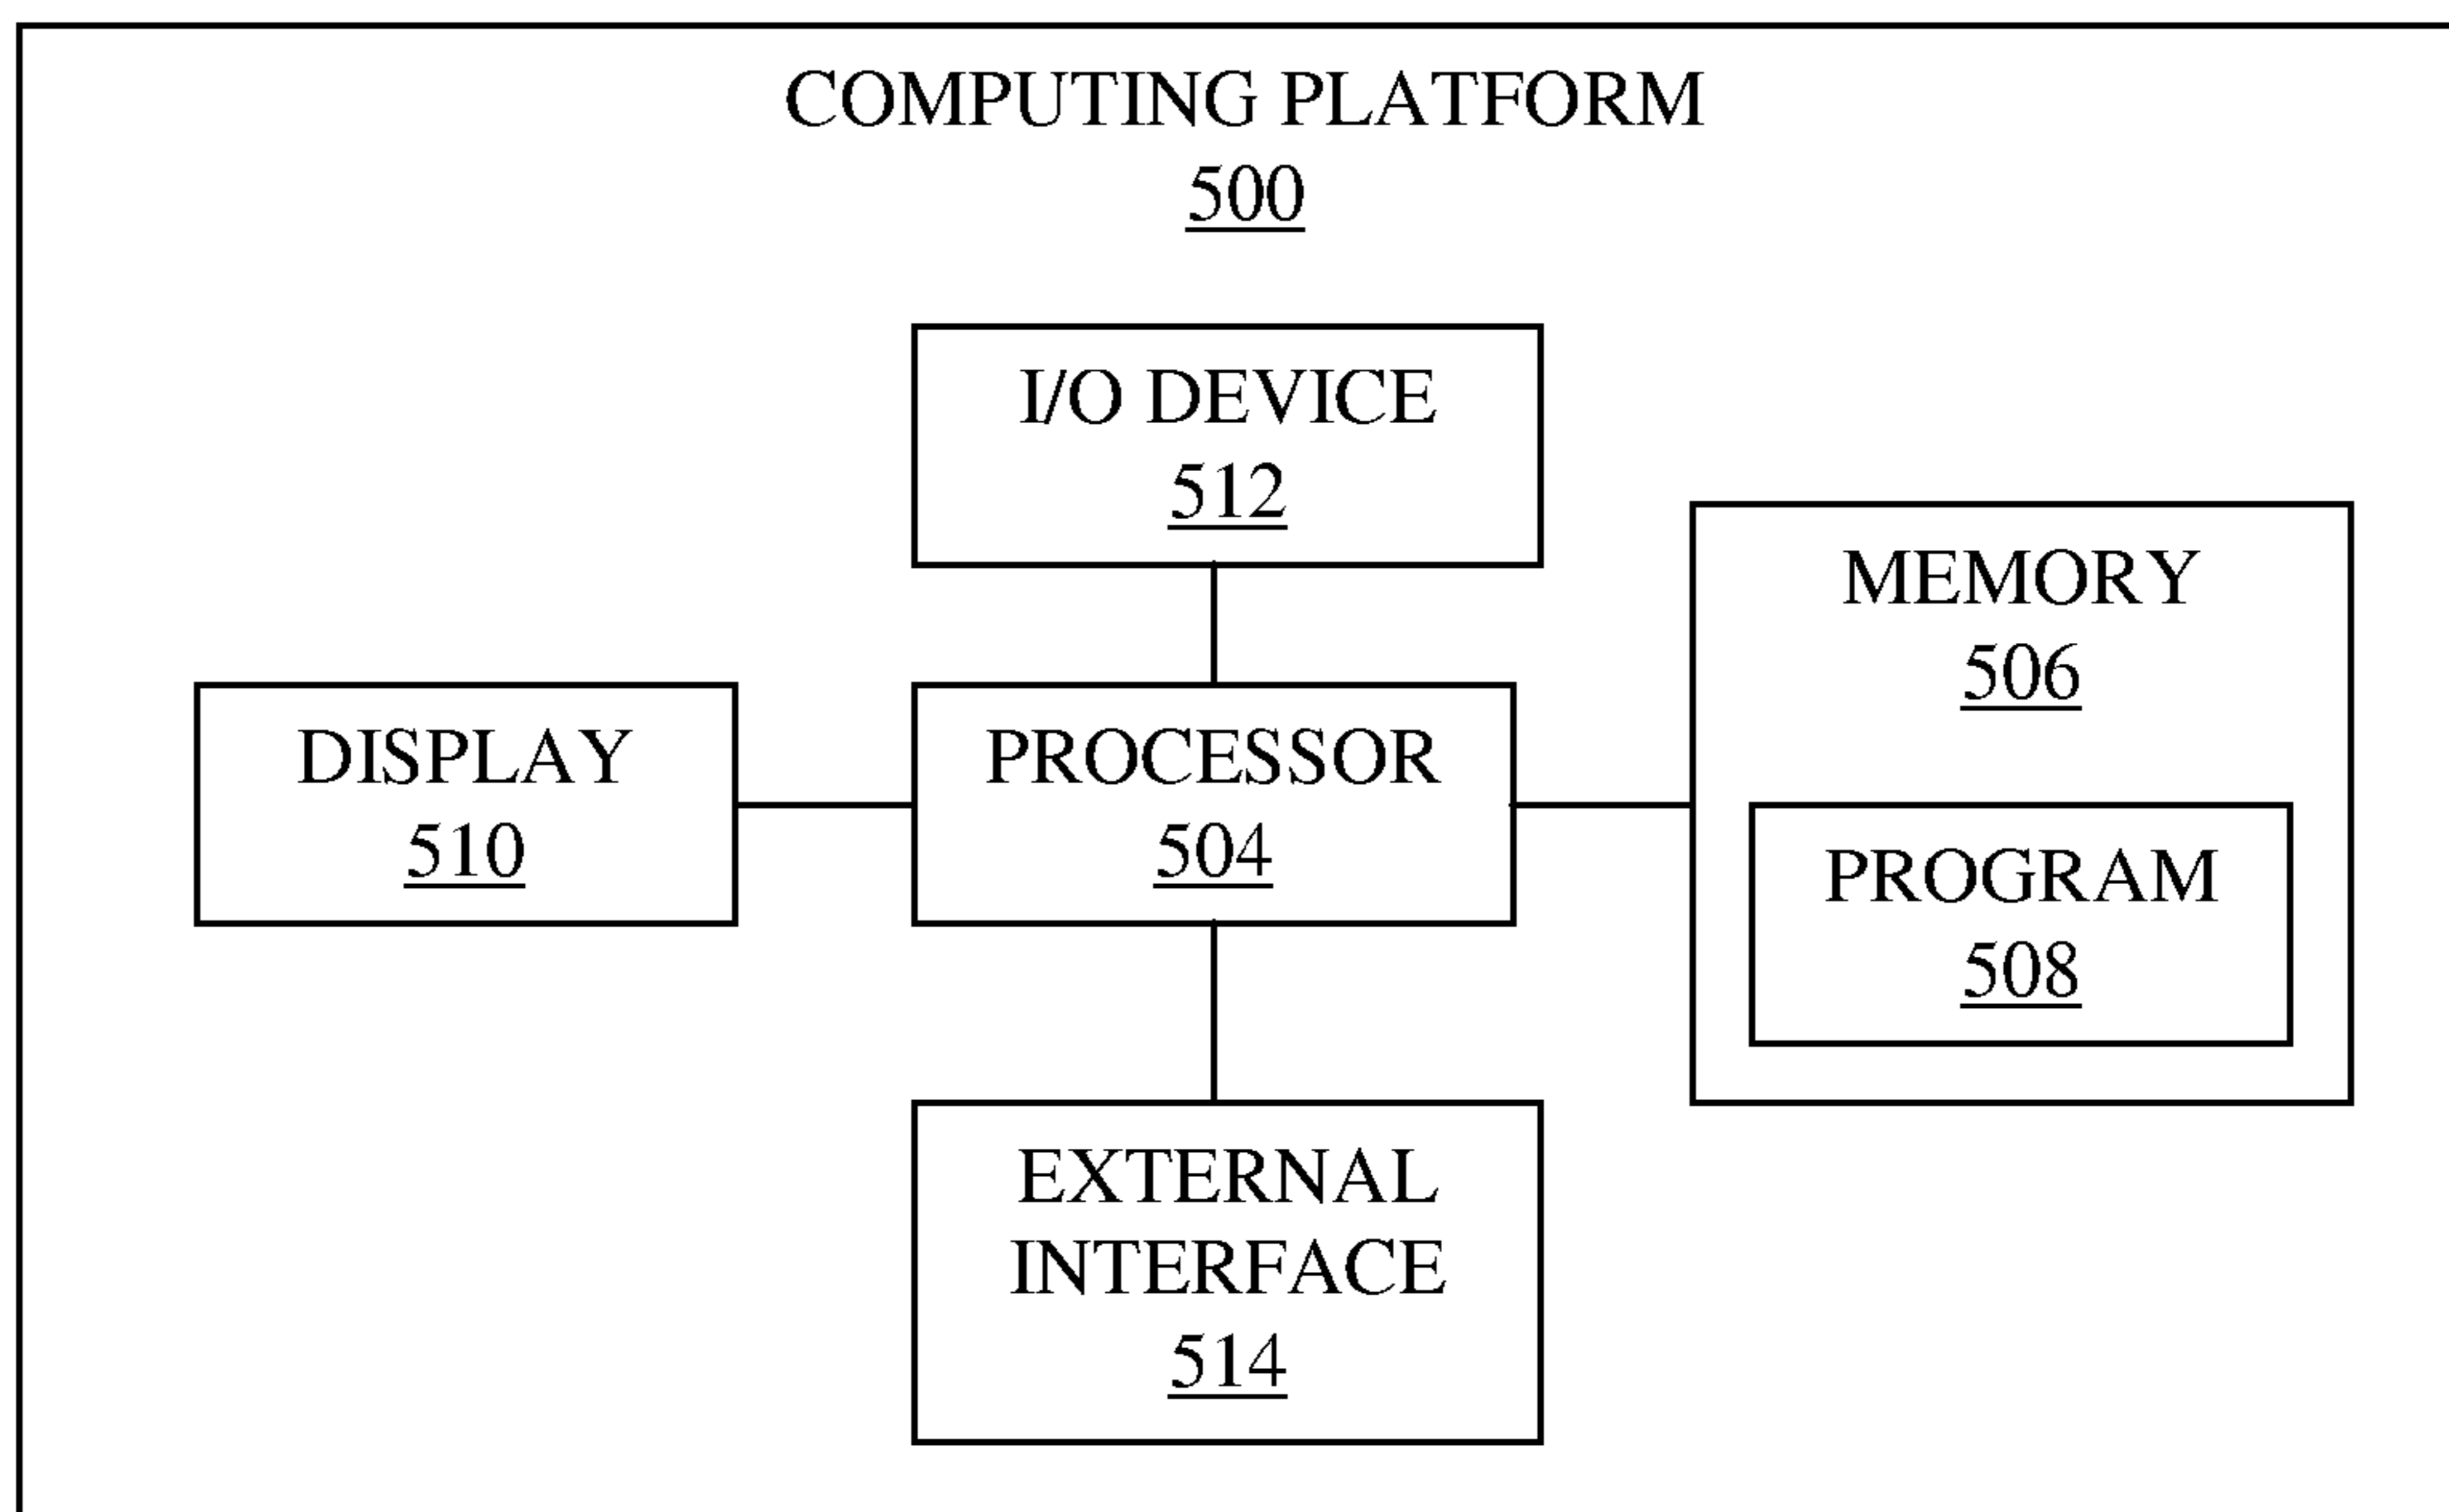 COMPUTING PLATFORM
500
I/O DEVICE
512
MEMORY
506
DISPLAY
510
PROCESSOR
504
PROGRAM
508
EXTERNAL
INTERFACE
514